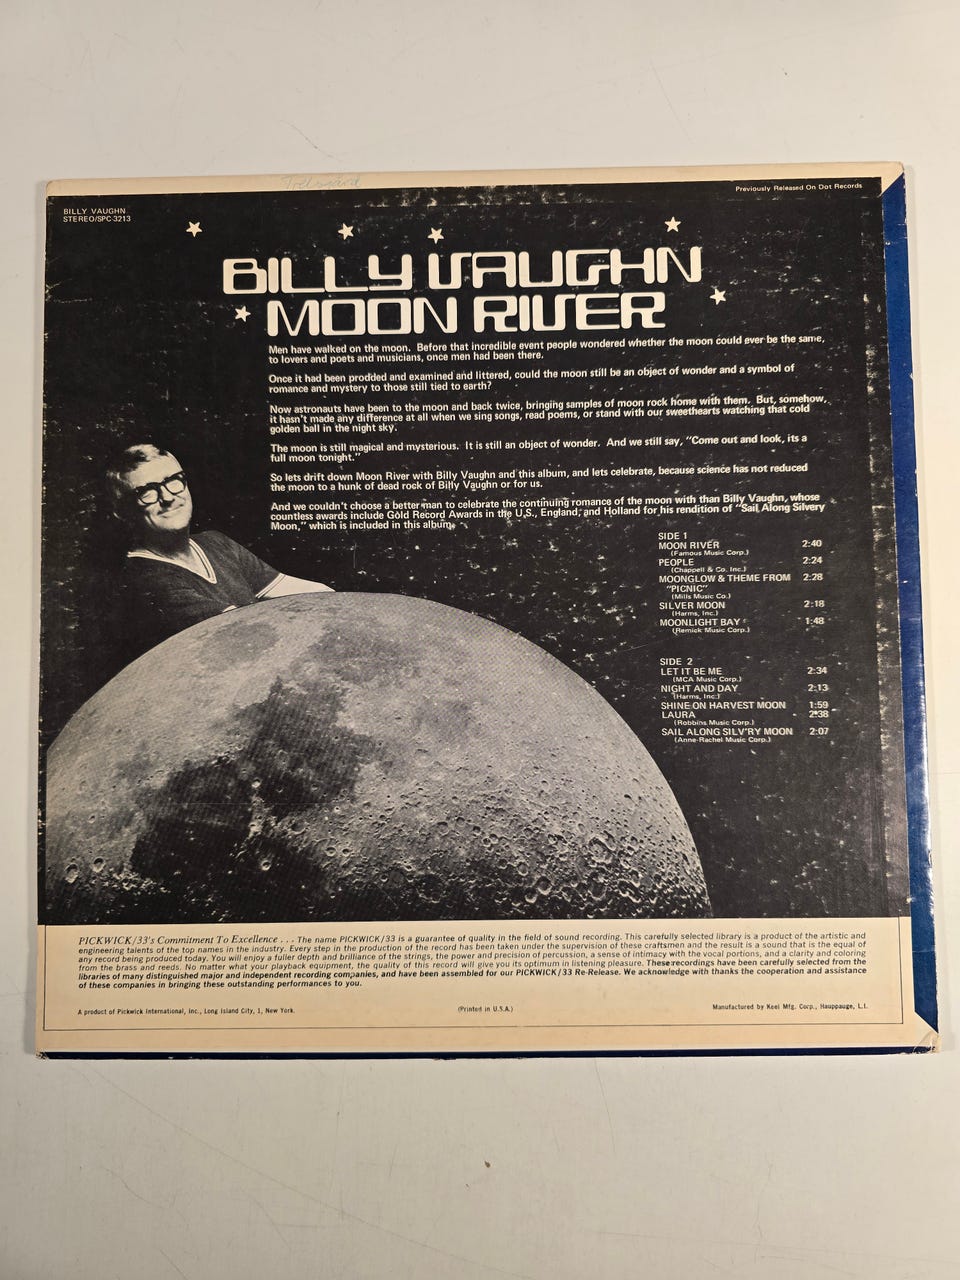 Previously Released On Dot Records
BILLY VAUGHN
STEREO/SPC-3213
BILLY VAUGHN
MOON RIVER
Men have walked on the moon. Before that incredible event people wondered whether the moon could ever be the same,
to lovers and poets and musicians, once men had been there.
Once it had been prodded and examined and littered, could the moon still be an object of wonder and a symbol of
romance and mystery to those still tied to earth?
Now astronauts have been to the moon and back twice, bringing samples of moon rock home with them. But, somehow,
it hasn't made any difference at all when we sing songs, read poems, or stand with our sweethearts watching that cold
golden ball in the night sky.
The moon is still magical and mysterious. It is still an object of wonder. And we still say, "Come out and look, its a
full moon tonight."
So lets drift down Moon River with Billy Vaughn and this album, and lets celebrate, because science has not reduced
the moon to a hunk of dead rock of Billy Vaughn or for us.
And we couldn't choose a better man to celebrate the continuing romance of the moon with than Billy Vaughn, whose
countless awards include Gold Record Awards in the U.S., England, and Holland for his rendition of "Sail Along Silvery
Moon," which is included in this album.
SIDE 1
MOON RIVER 2:40
(Famous Music Corp.)
PEOPLE 2:24
(Chappell & Co. Inc.)
MOONGLOW & THEME FROM 2:28
"PICNIC"
(Mills Music Co.)
SILVER MOON 2:18
(Harms, Inc.)
MOONLIGHT BAY 1:48
(Remick Music Corp.)
SIDE 2
LET IT BE ME 2:34
(MCA Music Corp.)
NIGHT AND DAY 2:13
(Harms, Inc.)
SHINE ON HARVEST MOON 1:59
LAURA 2:38
(Robbins Music Corp.)
SAIL ALONG SILV'RY MOON 2:07
(Anne-Rachel Music Corp.)
PICKWICK/33's Commitment To Excellence . . . The name PICKWICK/33 is a guarantee of quality in the field of sound recording. This carefully selected library is a product of the artistic and
engineering talents of the top names in the industry. Every step in the production of the record has been taken under the supervision of these craftsmen and the result is a sound that is the equal of
any record being produced today. You will enjoy a fuller depth and brilliance of the strings, the power and precision of percussion, a sense of intimacy with the vocal portions, and a clarity and coloring
from the brass and reeds. No matter what your playback equipment, the quality of this record will give you its optimum in listening pleasure. These recordings have been carefully selected from the
libraries of many distinguished major and independent recording companies, and have been assembled for our PICKWICK/33 Re-Release. We acknowledge with thanks the cooperation and assistance
of these companies in bringing these outstanding performances to you.
A product of Pickwick International, Inc., Long Island City, 1, New York.
(Printed in U.S.A.)
Manufactured by Keel Mfg. Corp., Hauppauge, L.I.